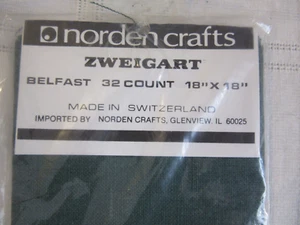 norden crafts
ZWEIGART
BELFAST 32 COUNT 18" X 18"
MADE IN SWITZERLAND
IMPORTED BY NORDEN CRAFTS, GLENVIEW, IL 60025